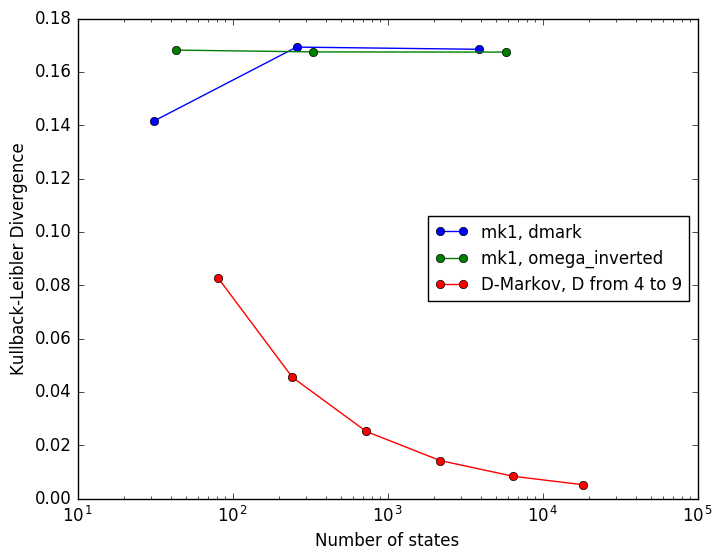 0.18
0.16
0.14
0.12
0.10
0.08
0.06
0.04
0.02
0.00
Kullback-Leibler Divergence
mk1, dmark
mk1, omega_inverted
D-Markov, D from 4 to 9
10^1 10^2 10^3 10^4 10^5
Number of states